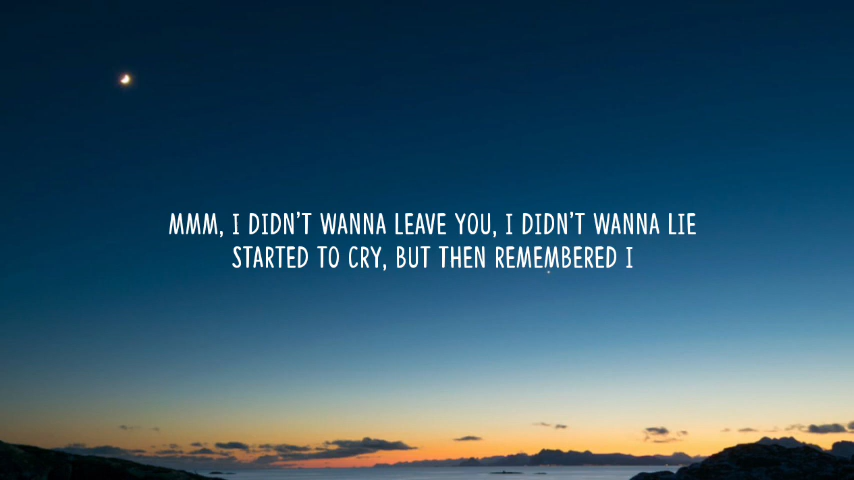 MMM, I DIDN'T WANNA LEAVE YOU, I DIDN'T WANNA LIE
STARTED TO CRY, BUT THEN REMEMBERED I